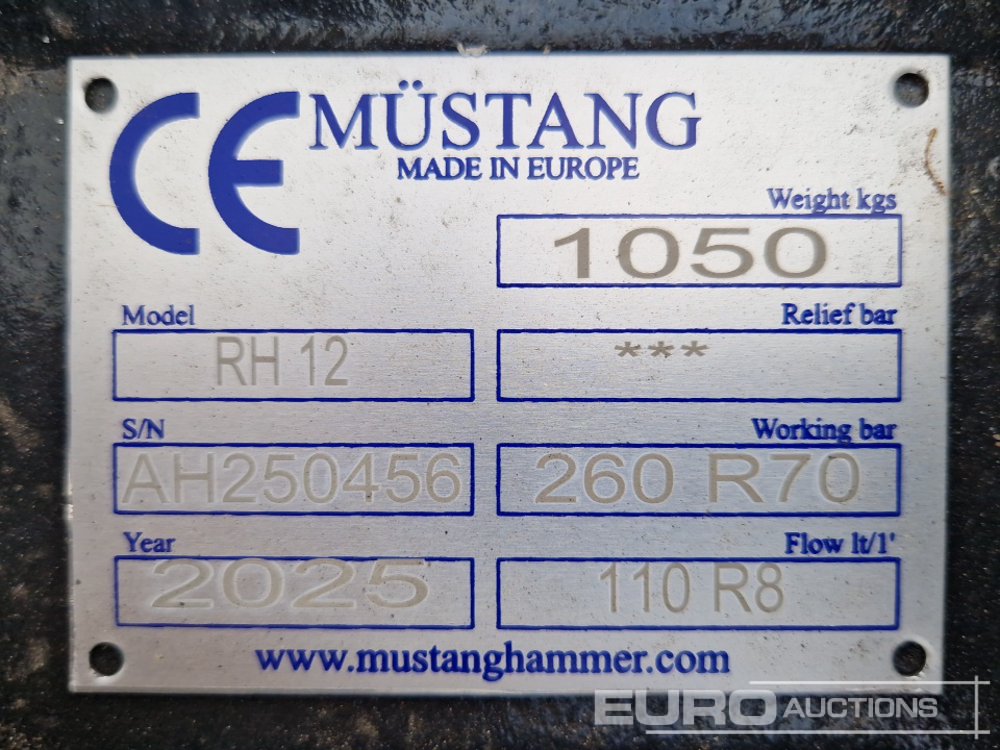 CE MÜSTANG
MADE IN EUROPE
Weight kgs
1050
Model
RH 12
Relief bar
***
S/N
AH250456
Working bar
260 R70
Year
2025
Flow lt/1'
110 R8
www.mustanghammer.com
EURO AUCTIONS